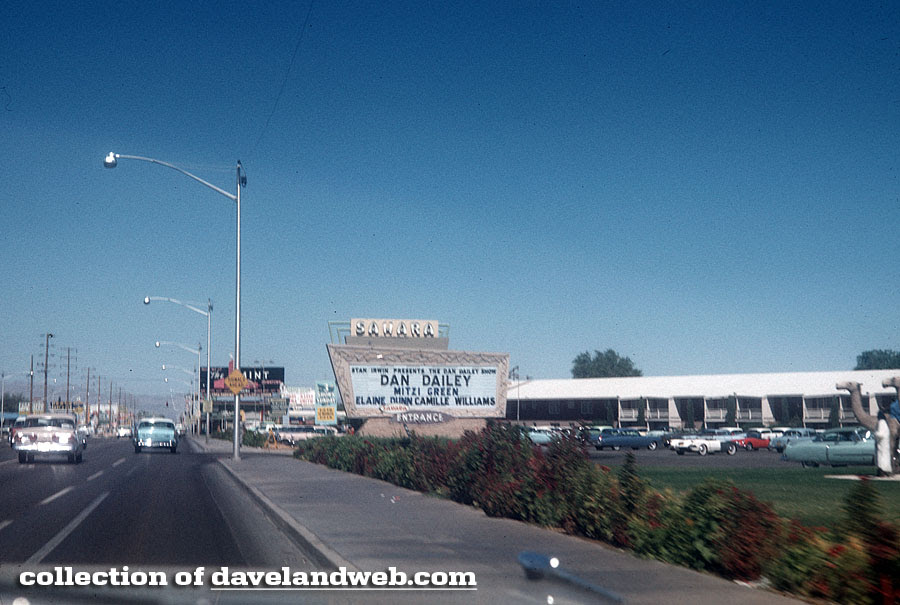 SAHARA
STAN IRWIN PRESENTS THE DAN DAILEY SHOW
DAN DAILEY
MITZI GREEN
ELAINE DUNN CAMILLE WILLIAMS
Sahara
ENTRANCE
The MINT
collection of davelandweb.com